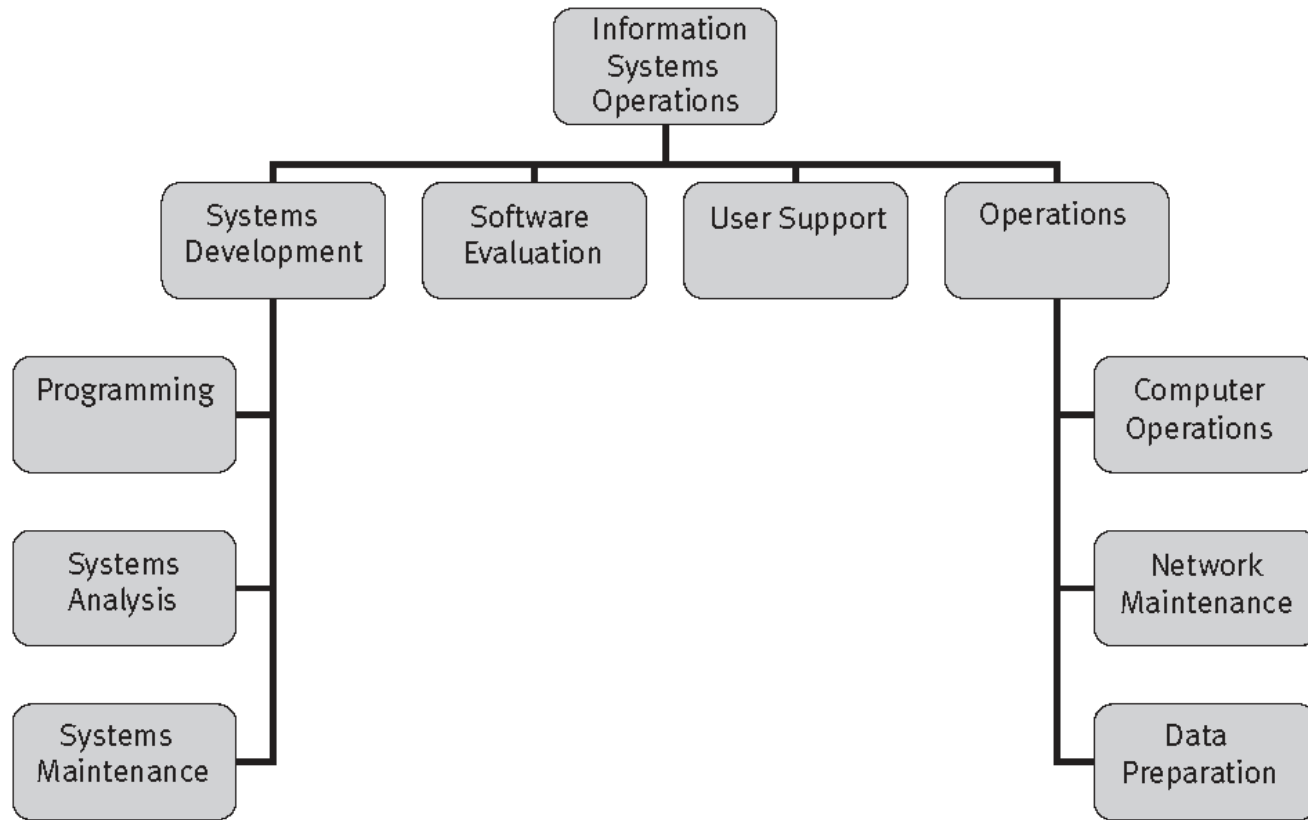 Information
Systems
Operations
Systems
Development
Software
Evaluation
User Support
Operations
Programming
Systems
Analysis
Systems
Maintenance
Computer
Operations
Network
Maintenance
Data
Preparation